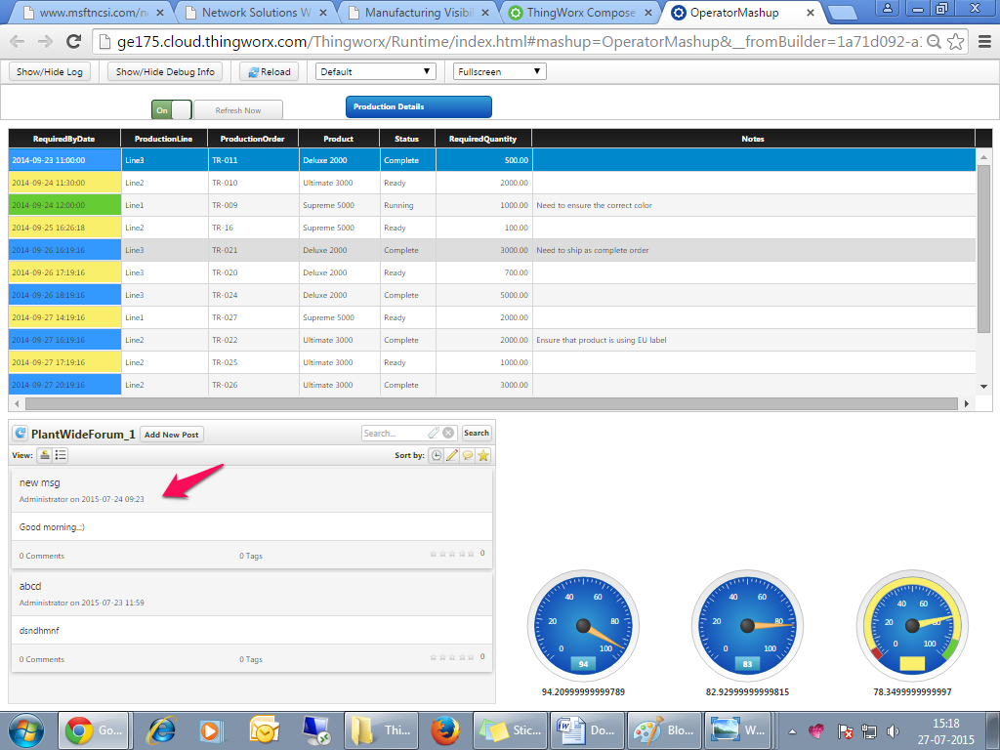 www.msftncsi.com/n
Network Solutions W
Manufacturing Visibil
ThingWorx Compose
OperatorMashup
ge175.cloud.thingworx.com/Thingworx/Runtime/index.html#mashup=OperatorMashup&__fromBuilder=1a71d092-a1
Show/Hide Log
Show/Hide Debug Info
Reload
Default
Fullscreen
On
Refresh Now
Production Details
RequiredByDate ProductionLine ProductionOrder Product Status RequiredQuantity Notes
2014-09-23 11:00:00 Line3 TR-011 Deluxe 2000 Complete 500.00
2014-09-24 11:30:00 Line2 TR-010 Ultimate 3000 Ready 2000.00
2014-09-24 12:00:00 Line1 TR-009 Supreme 5000 Running 1000.00 Need to ensure the correct color
2014-09-25 16:26:18 Line2 TR-16 Supreme 5000 Ready 100.00
2014-09-26 16:19:16 Line3 TR-021 Deluxe 2000 Complete 3000.00 Need to ship as complete order
2014-09-26 17:19:16 Line3 TR-020 Deluxe 2000 Ready 700.00
2014-09-26 18:19:16 Line3 TR-024 Deluxe 2000 Complete 5000.00
2014-09-27 14:19:16 Line1 TR-027 Supreme 5000 Ready 2000.00
2014-09-27 16:19:16 Line2 TR-022 Ultimate 3000 Complete 2000.00 Ensure that product is using EU label
2014-09-27 17:19:16 Line2 TR-025 Ultimate 3000 Ready 1000.00
2014-09-27 20:19:16 Line2 TR-026 Ultimate 3000 Complete 3000.00
PlantWideForum_1 Add New Post Search... Search
View: Sort by:
new msg
Administrator on 2015-07-24 09:23
Good morning..:)
0 Comments 0 Tags 0
abcd
Administrator on 2015-07-23 11:59
dsndhmnf
0 Comments 0 Tags 0
0 20 40 60 80 100
94
94.20999999999789
0 20 40 60 80 100
83
82.92999999999815
0 20 40 60 80 100
78.3499999999997
Go...
Thi...
Stic...
Do...
Blo...
W...
15:18
27-07-2015